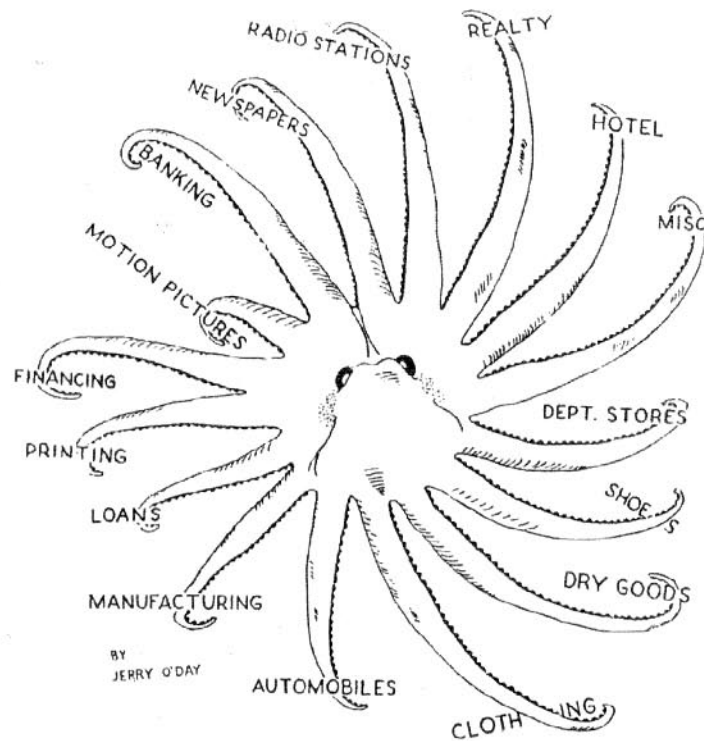 RADIO STATIONS
REALTY
NEWSPAPERS
HOTEL
BANKING
MISC
MOTION PICTURES
FINANCING
DEPT. STORES
PRINTING
SHOES
LOANS
DRY GOODS
MANUFACTURING
BY
JERRY O'DAY
AUTOMOBILES
CLOTHING